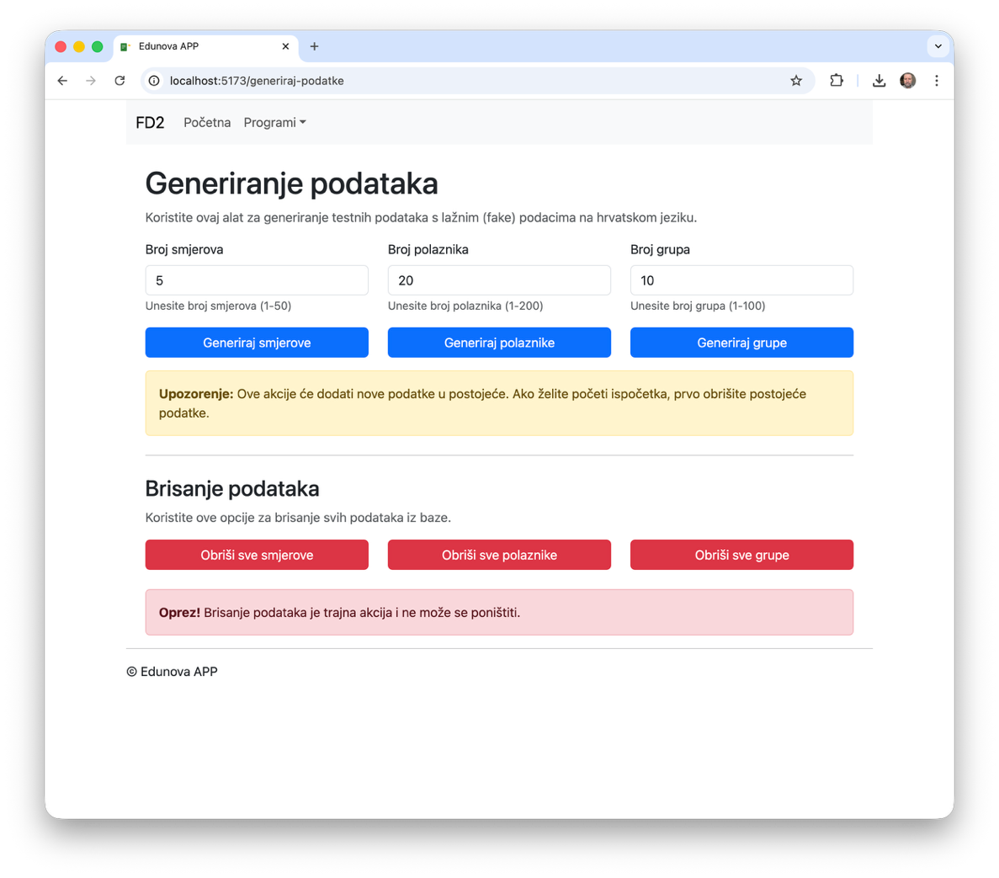 Edunova APP
localhost:5173/generiraj-podatke
FD2 Početna Programi
Generiranje podataka
Koristite ovaj alat za generiranje testnih podataka s lažnim (fake) podacima na hrvatskom jeziku.
Broj smjerova Broj polaznika Broj grupa
5 20 10
Unesite broj smjerova (1-50) Unesite broj polaznika (1-200) Unesite broj grupa (1-100)
Generiraj smjerove Generiraj polaznike Generiraj grupe
Upozorenje: Ove akcije će dodati nove podatke u postojeće. Ako želite početi ispočetka, prvo obrišite postojeće
podatke.
Brisanje podataka
Koristite ove opcije za brisanje svih podataka iz baze.
Obriši sve smjerove Obriši sve polaznike Obriši sve grupe
Oprez! Brisanje podataka je trajna akcija i ne može se poništiti.
© Edunova APP